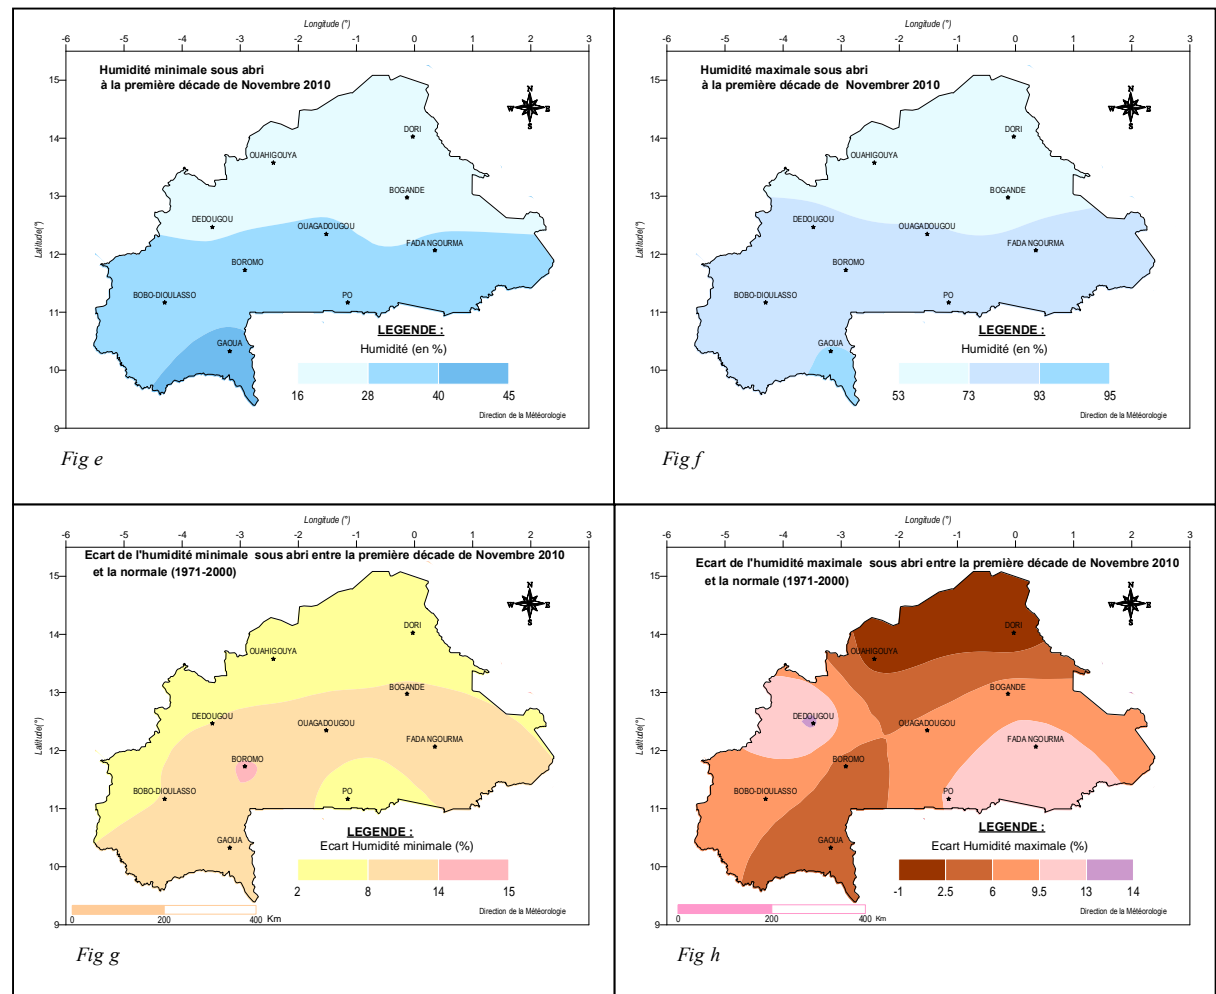 Longitude (°)
-6 -5 -4 -3 -2 -1 0 1 2 3
Humidité minimale sous abri
à la première décade de Novembre 2010
15
14
13
12
11
10
9
Latitude(°)
N
W E
S
DORI
OUAHIGOUYA
BOGANDE
DEDOUGOU
OUAGADOUGOU
FADA NGOURMA
BOROMO
BOBO-DIOULASSO
PO
GAOUA
LEGENDE :
Humidité (en %)
16 28 40 45
Direction de la Météorologie
Fig e
Longitude (°)
-6 -5 -4 -3 -2 -1 0 1 2 3
Humidité maximale sous abri
à la première décade de Novembrer 2010
15
14
13
12
11
10
9
Latitude(°)
N
W E
S
DORI
OUAHIGOUYA
BOGANDE
DEDOUGOU
OUAGADOUGOU
FADA NGOURMA
BOROMO
BOBO-DIOULASSO
PO
GAOUA
LEGENDE :
Humidité (en %)
53 73 93 95
Direction de la Météorologie
Fig f
Longitude (°)
-6 -5 -4 -3 -2 -1 0 1 2 3
Ecart de l'humidité minimale sous abri entre la première décade de Novembre 2010
et la normale (1971-2000)
15
14
13
12
11
10
9
Latitude(°)
N
W E
S
DORI
OUAHIGOUYA
BOGANDE
DEDOUGOU
OUAGADOUGOU
FADA NGOURMA
BOROMO
BOBO-DIOULASSO
PO
GAOUA
LEGENDE :
Ecart Humidité minimale (%)
2 8 14 15
0 200 400 Km
Direction de la Météorologie
Fig g
Longitude (°)
-6 -5 -4 -3 -2 -1 0 1 2 3
Ecart de l'humidité maximale sous abri entre la première décade de Novembre 2010
et la normale (1971-2000)
15
14
13
12
11
10
9
Latitude(°)
N
W E
S
DORI
OUAHIGOUYA
BOGANDE
DEDOUGOU
OUAGADOUGOU
FADA NGOURMA
BOROMO
BOBO-DIOULASSO
PO
GAOUA
LEGENDE :
Ecart Humidité maximale (%)
-1 2.5 6 9.5 13 14
0 200 400 Km
Direction de la Météorologie
Fig h